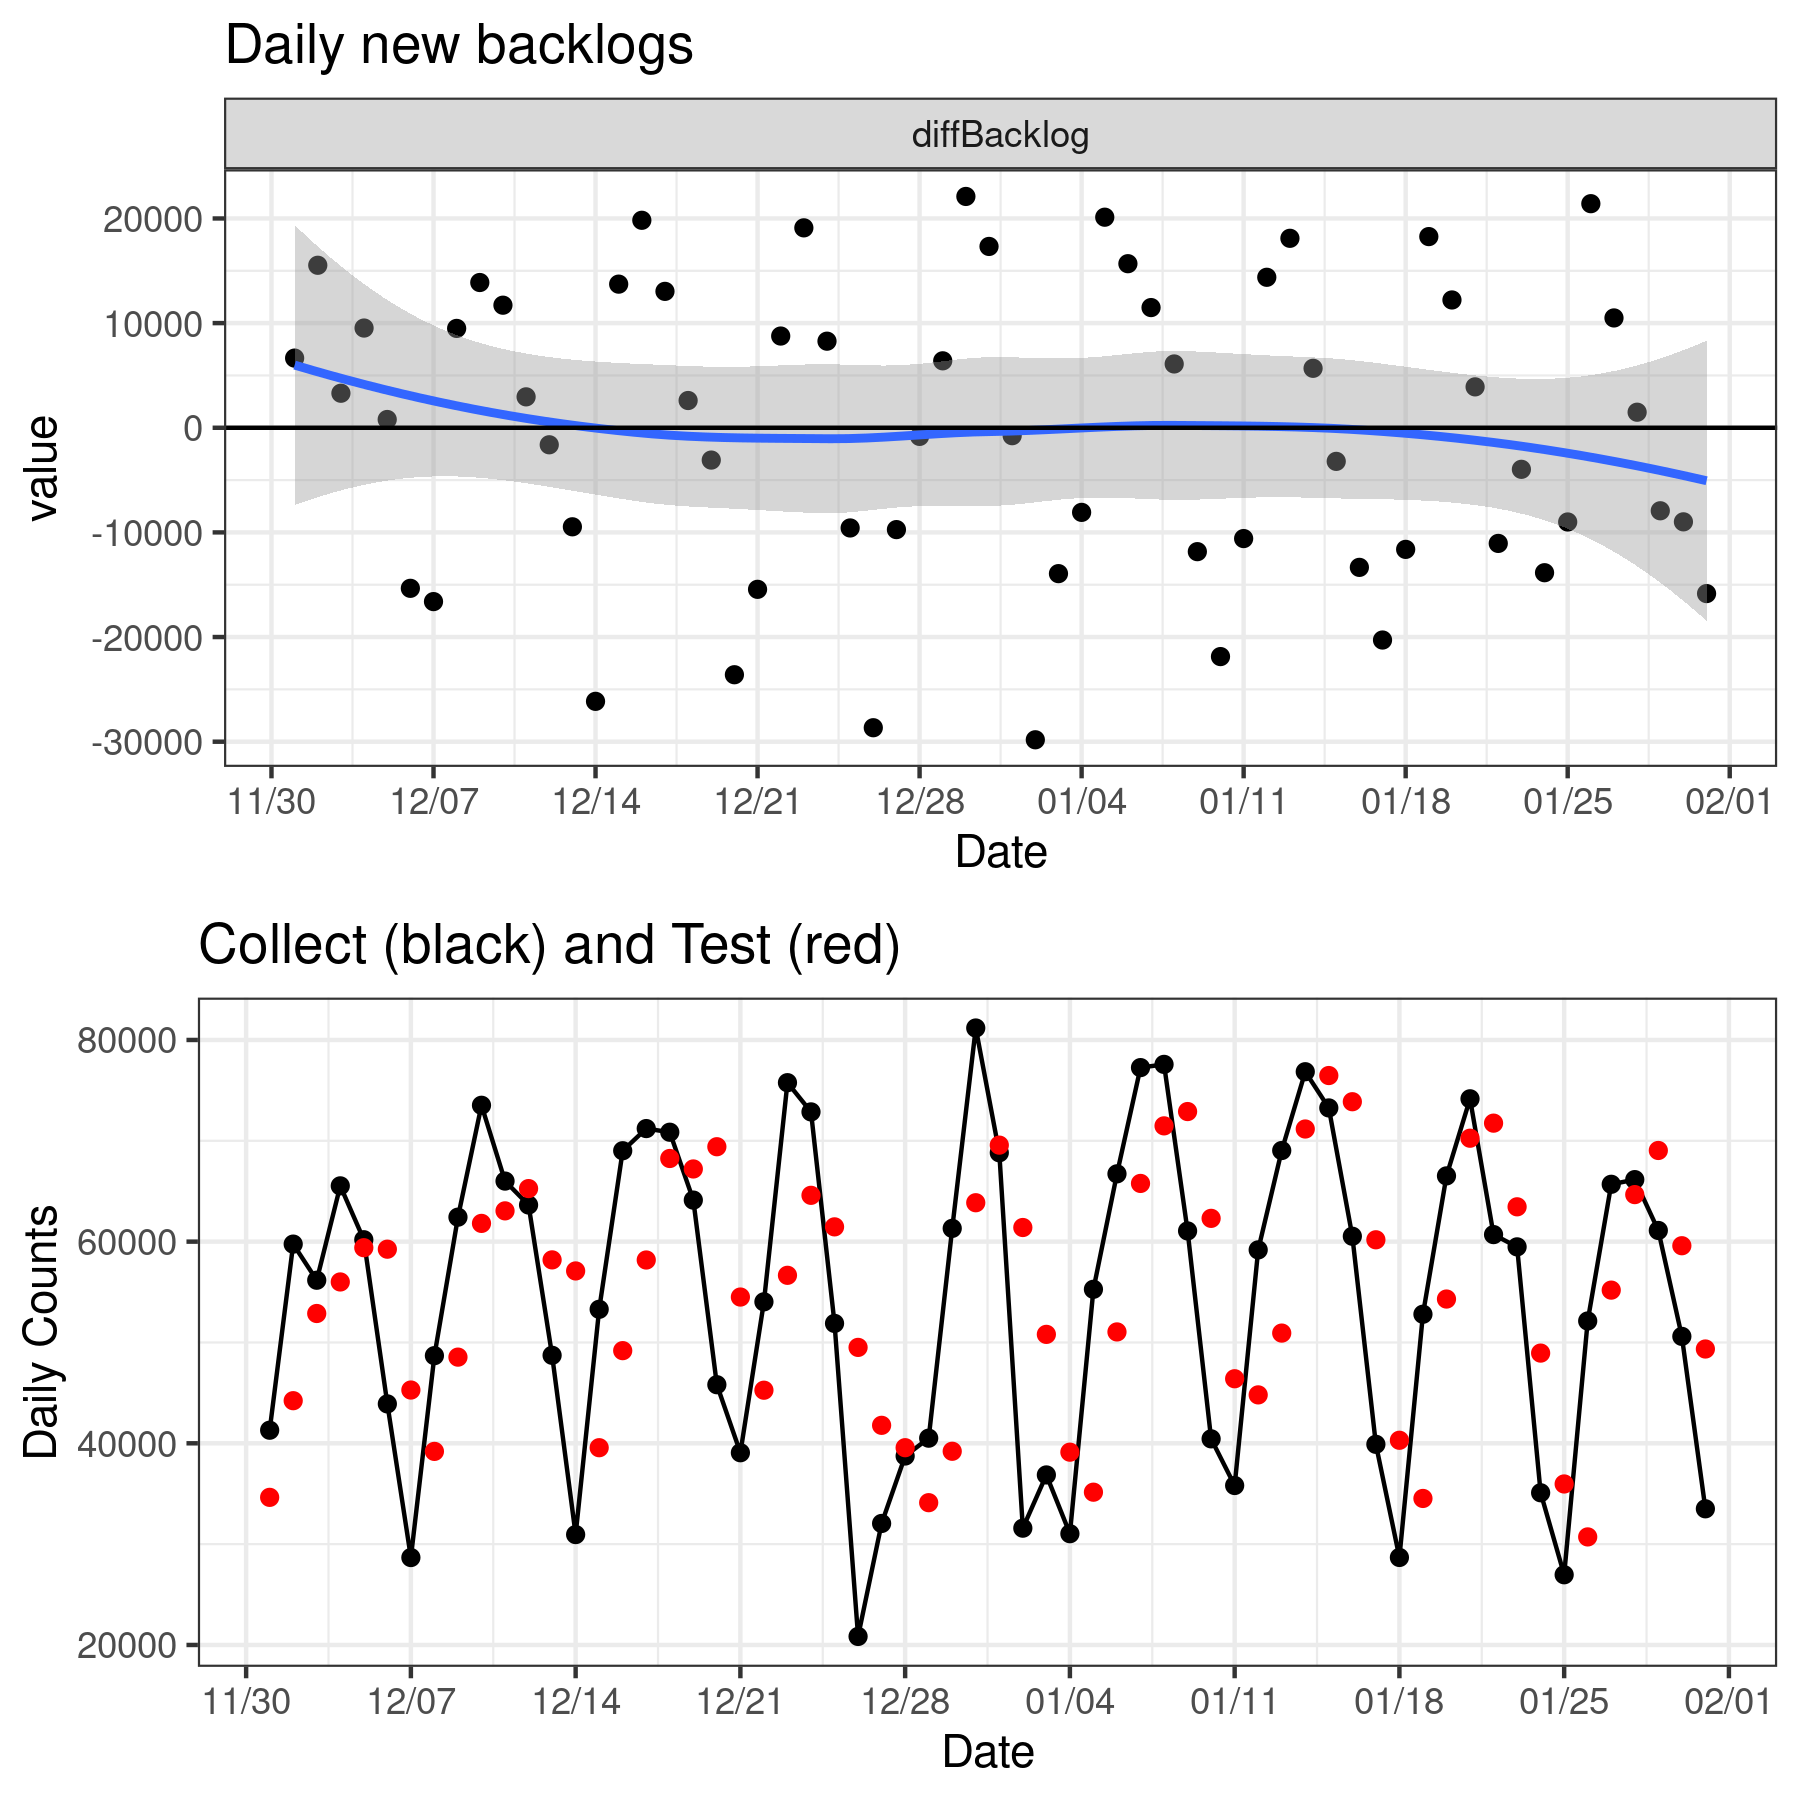 Daily new backlogs
diffBacklog
20000
10000
0
-10000
-20000
-30000
value
11/30 12/07 12/14 12/21 12/28 01/04 01/11 01/18 01/25 02/01
Date
Collect (black) and Test (red)
80000
60000
40000
20000
Daily Counts
11/30 12/07 12/14 12/21 12/28 01/04 01/11 01/18 01/25 02/01
Date